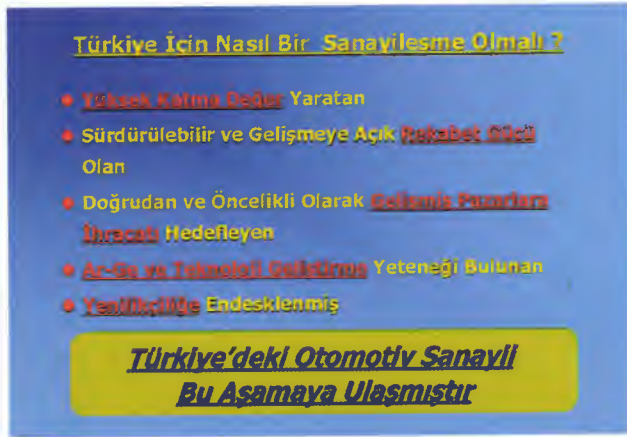 Türkiye İçin Nasıl Bir Sanayileşme Olmalı ?
Yüksek Katma Değer Yaratan
Sürdürülebilir ve Gelişmeye Açık Rekabet Gücü
Olan
Doğrudan ve Öncelikli Olarak Gelişmiş Pazarlara
İhracatı Hedefleyen
Ar-Ge ve Teknoloji Geliştirme Yeteneği Bulunan
Yenilikçiliğe Endesklenmiş
Türkiye'deki Otomotiv Sanayii
Bu Aşamaya Ulaşmıştır